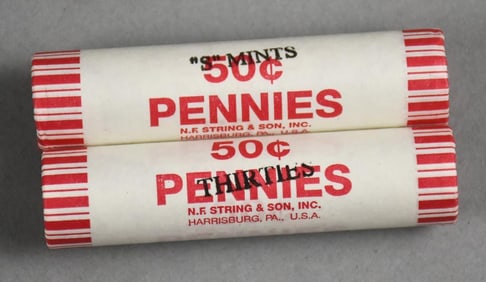 "S" MINTS
50¢
PENNIES
N.F. STRING & SON, INC.
HARRISBURG, PA., U.S.A.
50¢
PENNIES
THIRTIES
N.F. STRING & SON, INC.
HARRISBURG, PA., U.S.A.